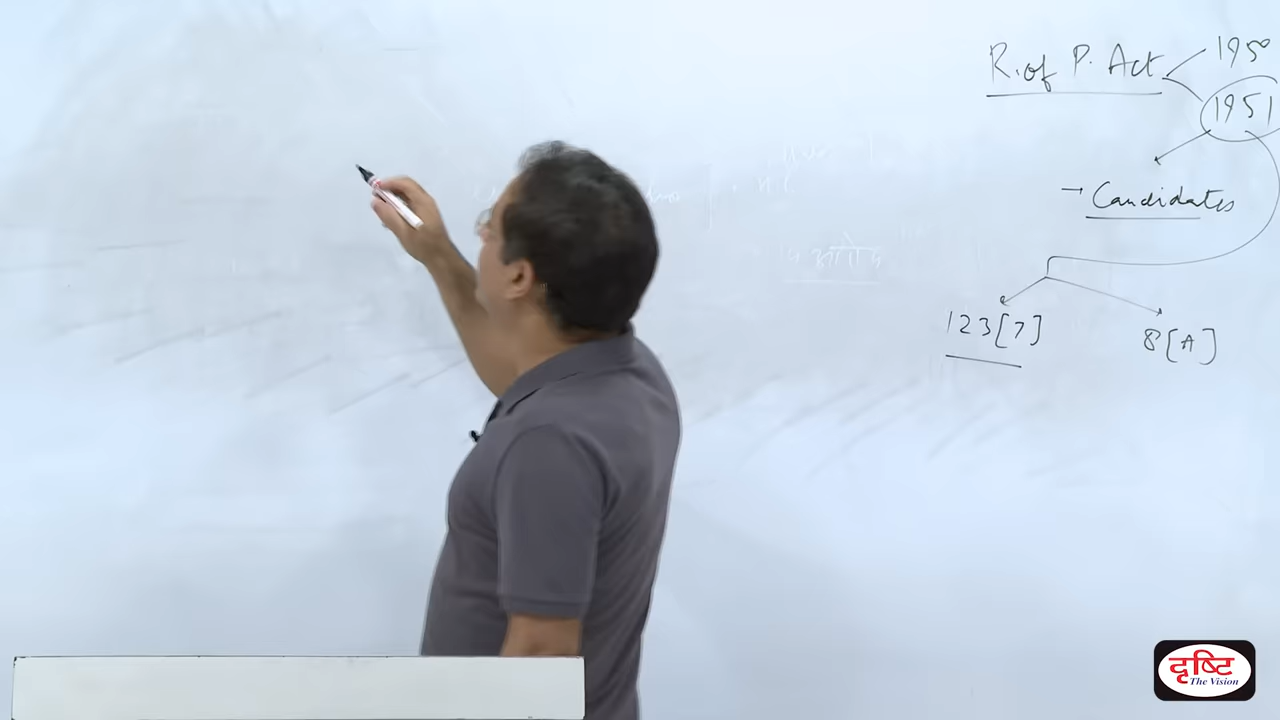 R. of P. Act
1950
1951
→ Candidates
123[7]
8[A]
दृष्टि
The Vision